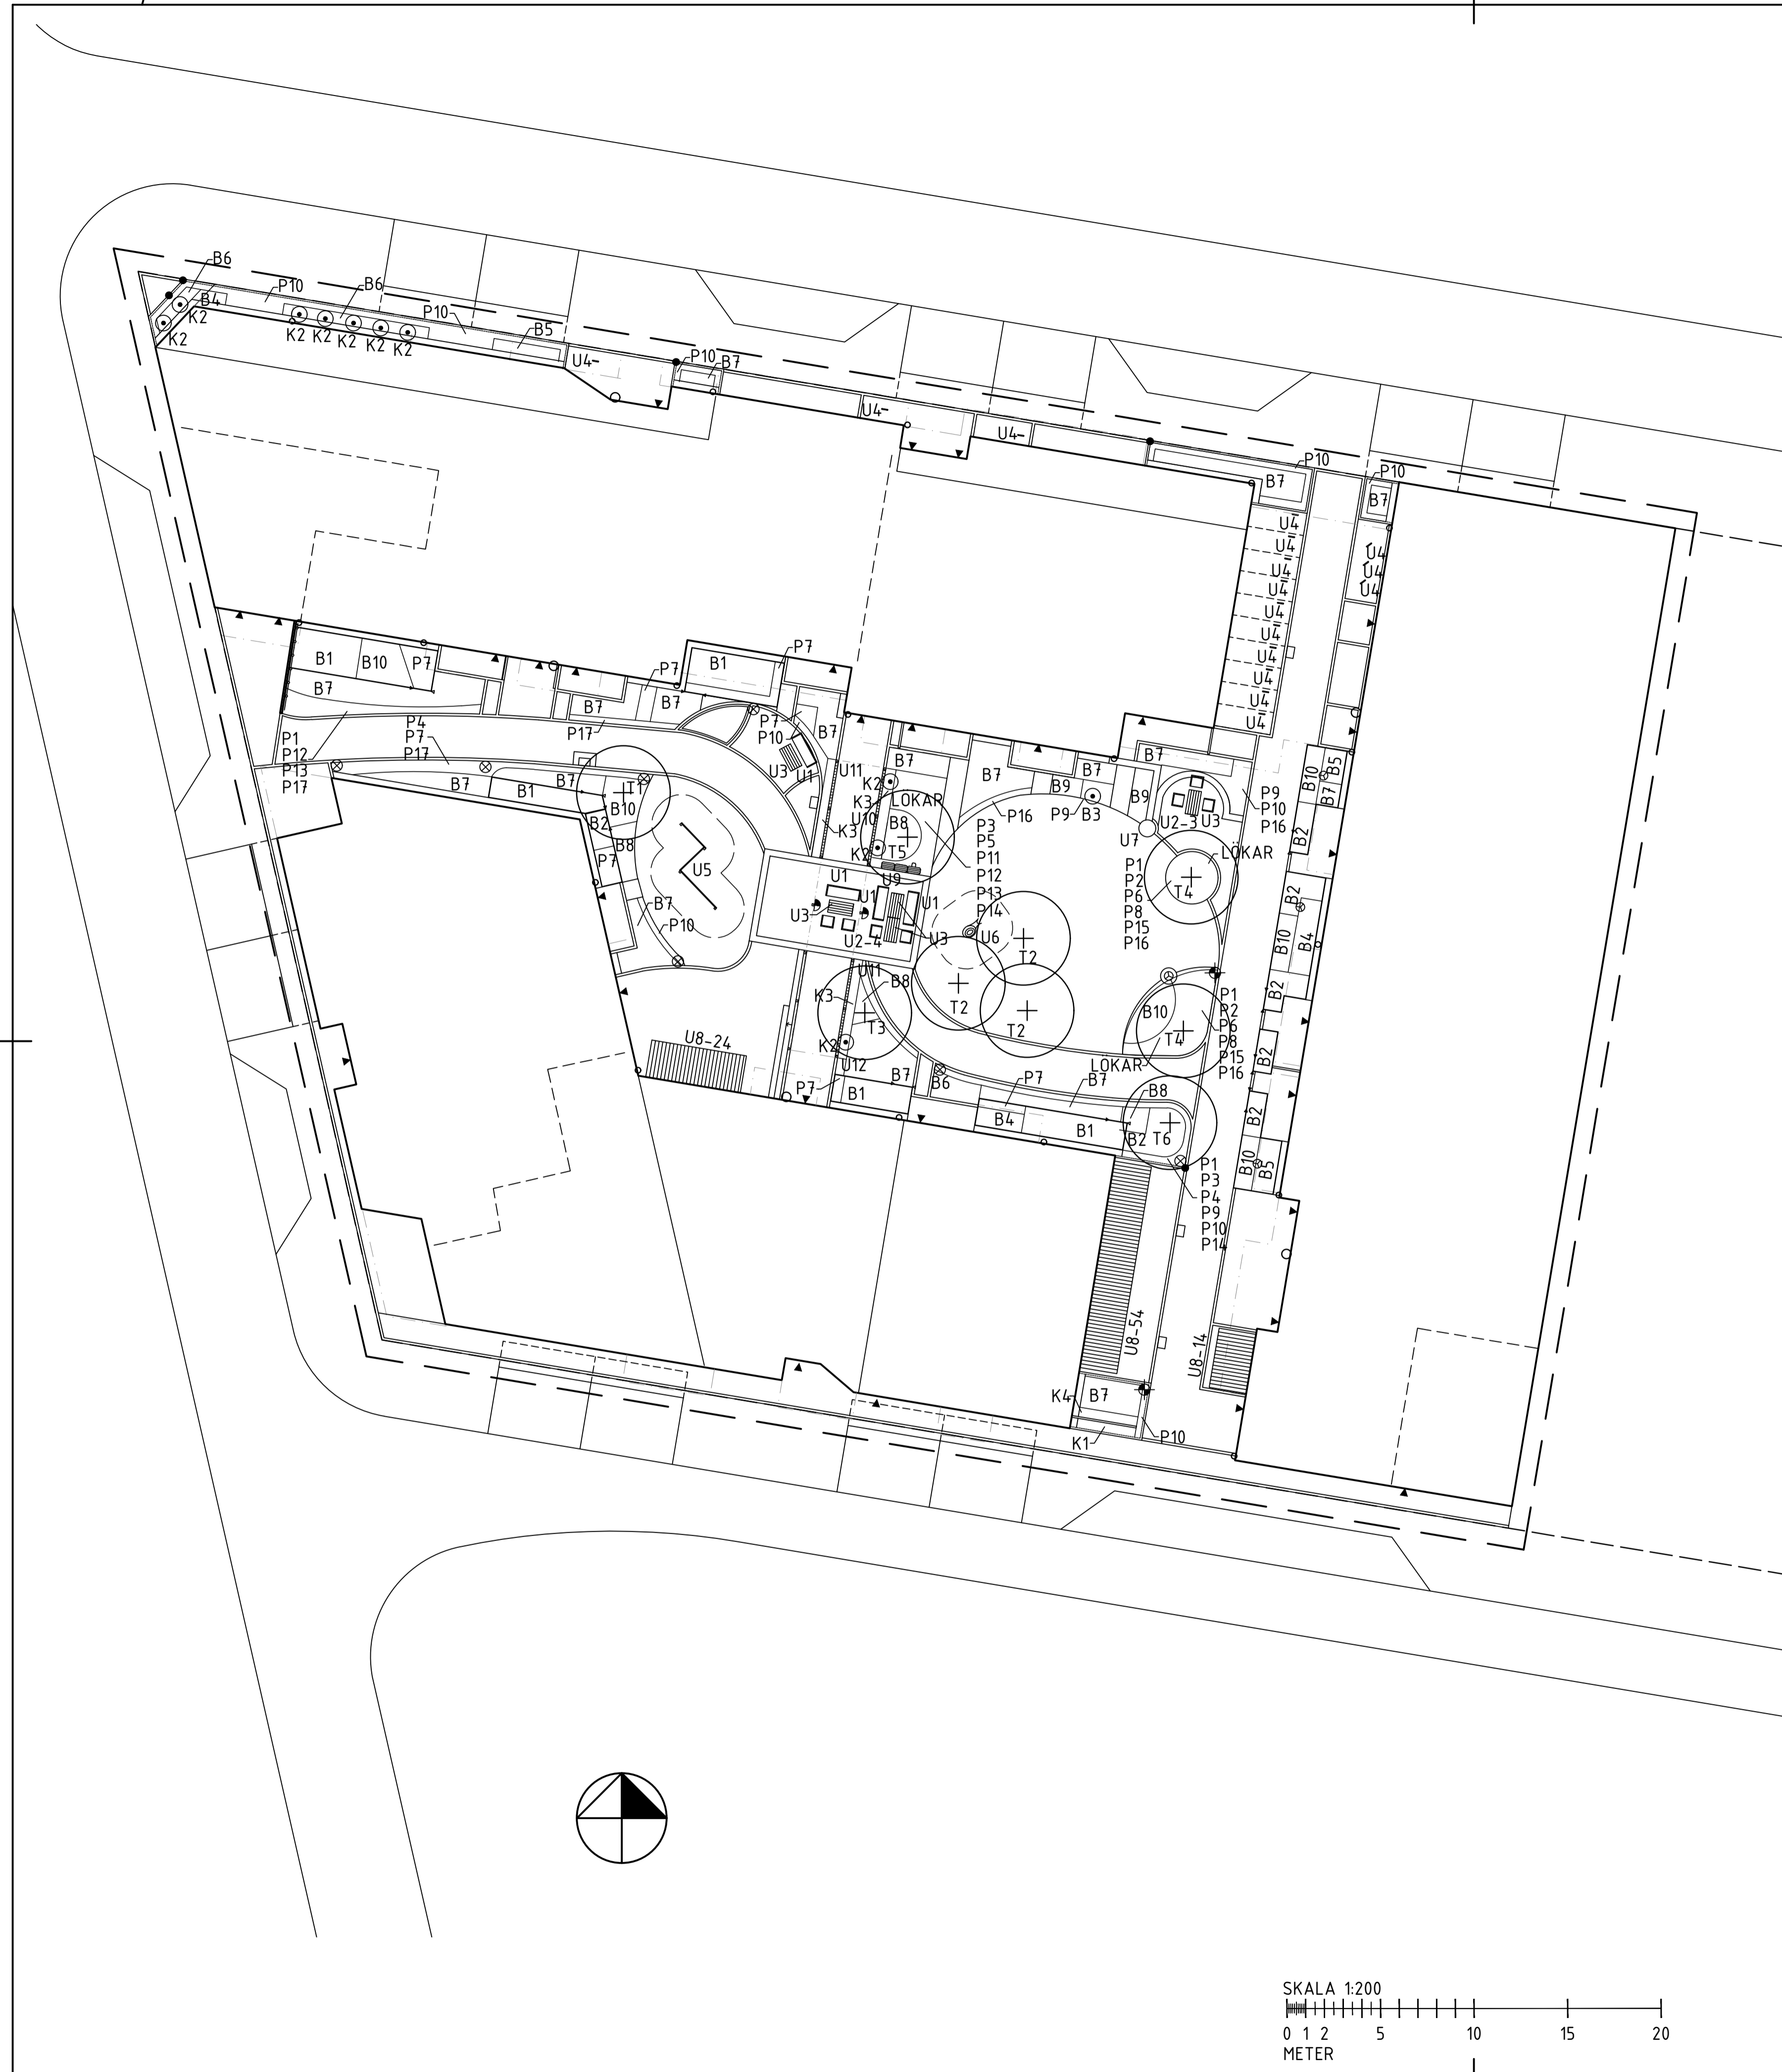 B6
P10
B6
B4
K2
P10
B5
K2
K2
K2
K2
K2
K2
U4
P10
B7
U4
U4
P10
P10
B7
B7
U4
U4
U4
U4
U4
U4
U4
U4
U4
U4
U4
U4
U4
B1
B10
P7
B7
P7
B1
P7
B7
B7
P7
P10
B7
P17
P1
P12
P13
P17
P4
P7
P17
B7
B1
B7
T1
B10
B2
B8
P7
U5
B7
P10
U3
U1
U11
K3
B7
K2
K3
U10
LÖKAR
B8
K2
T5
U9
B7
P16
B9
B7
P9
B3
B9
B7
P3
P5
P11
P12
P13
P14
U7
U2-3
U3
P9
P10
P16
P1
P2
P6
P8
P15
P16
LÖKAR
T4
U1
U1
U1
U3
U2-4
U3
U6
T2
T2
T2
U11
B8
K3
T3
K2
U12
P7
B1
B7
B6
P7
B7
B4
B1
B8
B2
T6
B10
T4
LÖKAR
P1
P2
P6
P8
P15
P16
B10
B5
B7
B2
B2
B10
B4
B2
B2
B2
B10
B5
P1
P3
P4
P9
P10
P14
U8-24
U8-54
U8-14
K4
B7
K1
P10
SKALA 1:200
0 1 2 5 10 15 20
METER